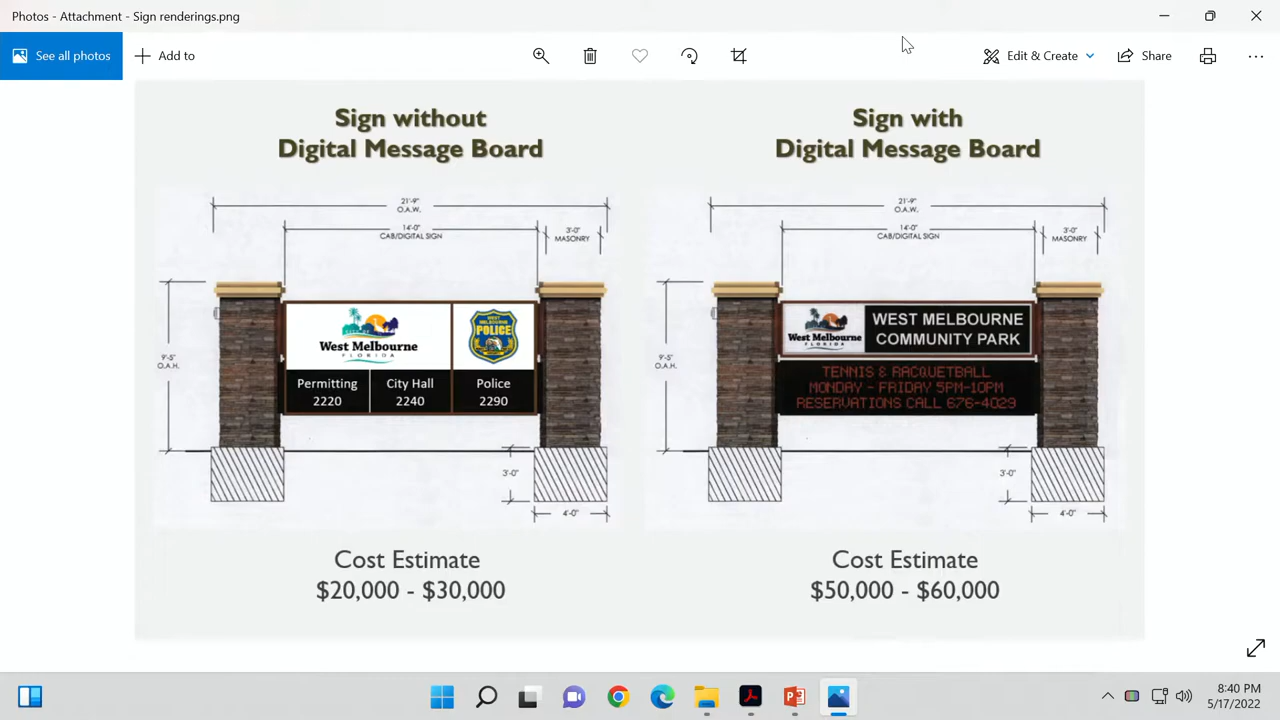 Photos - Attachment - Sign renderings.png
See all photos
Add to
Edit & Create
Share
Sign without
Digital Message Board
21'-9"
O.A.W.
14'-0"
CAB/DIGITAL SIGN
3'-0"
MASONRY
9'-5"
O.A.H.
West Melbourne
FLORIDA
WEST MELBOURNE
POLICE
Permitting
2220
City Hall
2240
Police
2290
3'-0"
4'-0"
Cost Estimate
$20,000 - $30,000
Sign with
Digital Message Board
21'-9"
O.A.W.
14'-0"
CAB/DIGITAL SIGN
3'-0"
MASONRY
9'-5"
O.A.H.
West Melbourne
FLORIDA
WEST MELBOURNE
COMMUNITY PARK
TENNIS & RACQUETBALL
MONDAY - FRIDAY 5PM-10PM
RESERVATIONS CALL 676-4029
3'-0"
4'-0"
Cost Estimate
$50,000 - $60,000
8:40 PM
5/17/2022